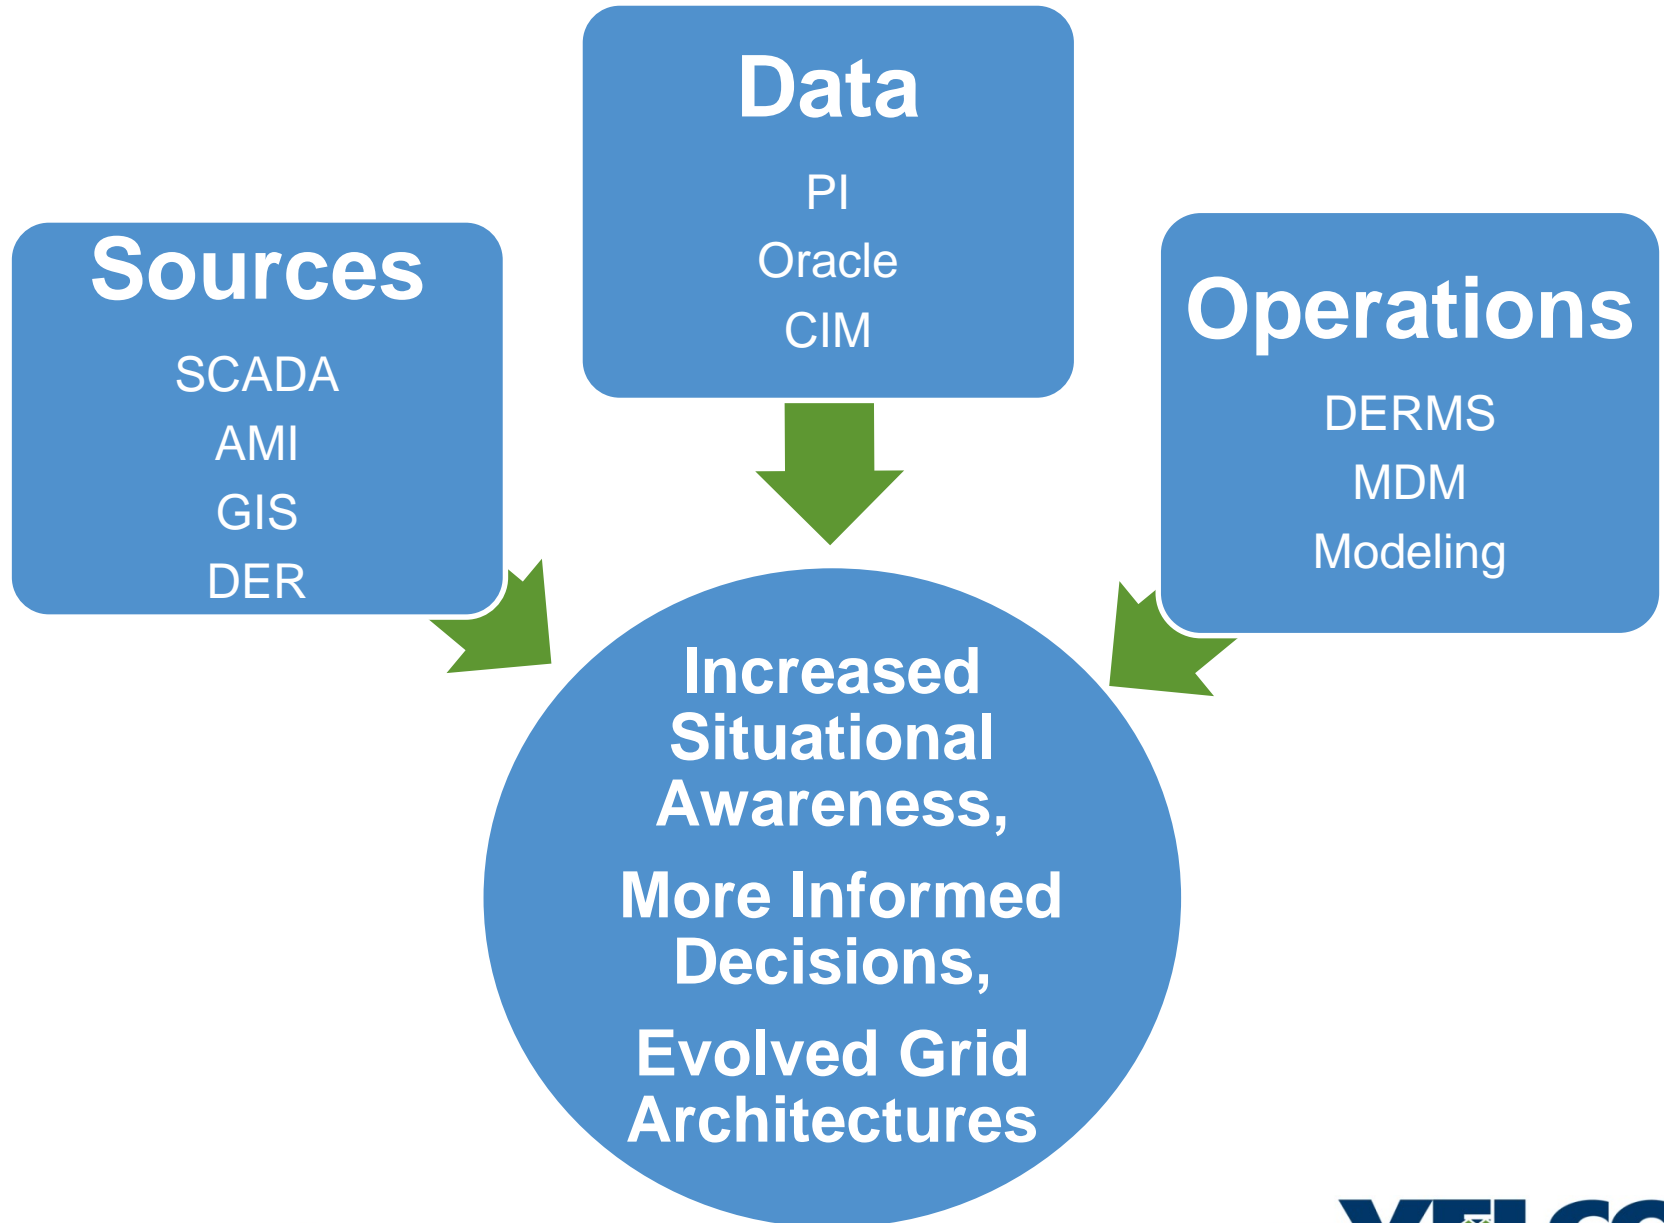 Data
PI
Oracle
CIM
Sources
SCADA
AMI
GIS
DER
Operations
DERMS
MDM
Modeling
Increased
Situational
Awareness,
More Informed
Decisions,
Evolved Grid
Architectures